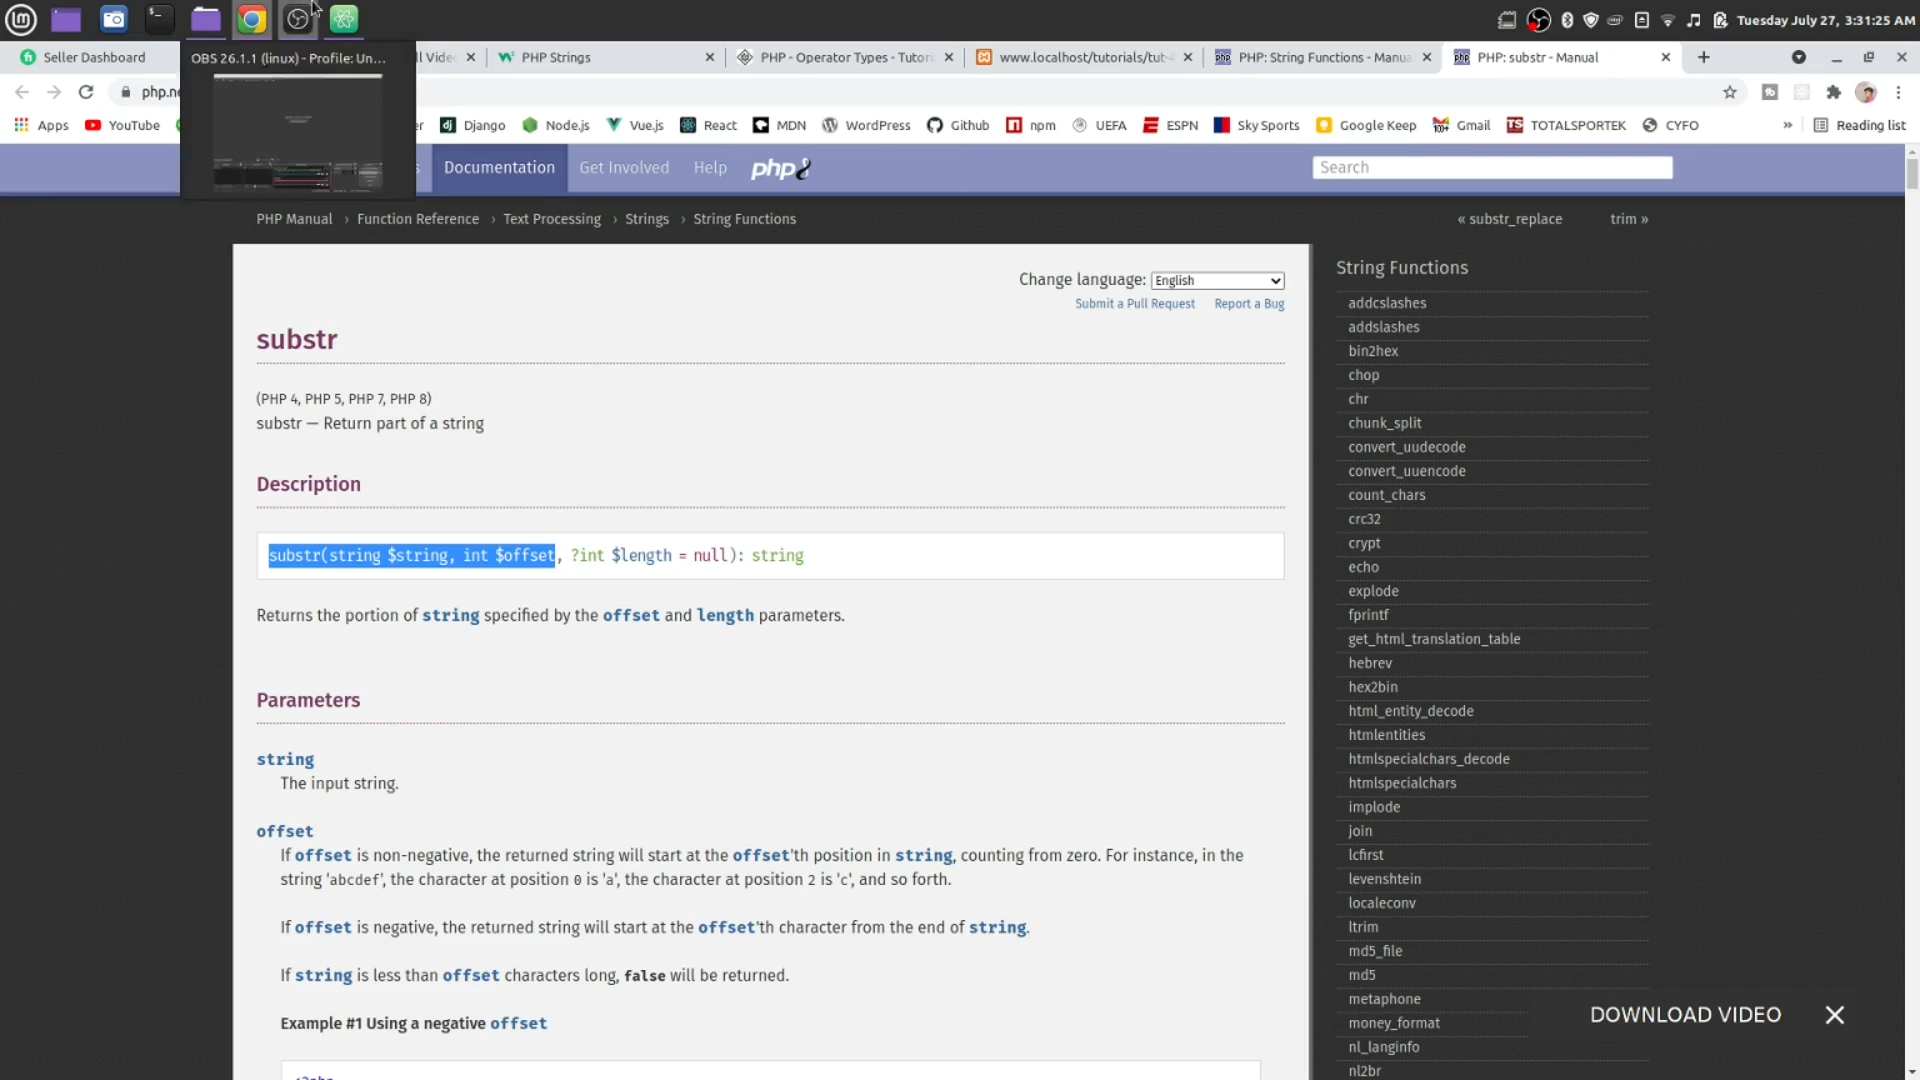 Tuesday July 27, 3:31:25 AM
Seller Dashboard
OBS 26.1.1 (linux) - Profile: Un...
PHP Strings
PHP - Operator Types - Tutori
www.localhost/tutorials/tut-
PHP: String Functions - Manua
PHP: substr - Manual
php.ne
Apps
YouTube
Django
Node.js
Vue.js
React
MDN
WordPress
Github
npm
UEFA
ESPN
Sky Sports
Google Keep
Gmail
TOTALSPORTEK
CYFO
»
Reading list
Documentation
Get Involved
Help
php8
Search
PHP Manual › Function Reference › Text Processing › Strings › String Functions
« substr_replace
trim »
Change language: English
Submit a Pull Request
Report a Bug
substr
(PHP 4, PHP 5, PHP 7, PHP 8)
substr — Return part of a string
Description
substr(string $string, int $offset, ?int $length = null): string
Returns the portion of string specified by the offset and length parameters.
Parameters
string
The input string.
offset
If offset is non-negative, the returned string will start at the offset'th position in string, counting from zero. For instance, in the
string 'abcdef', the character at position 0 is 'a', the character at position 2 is 'c', and so forth.
If offset is negative, the returned string will start at the offset'th character from the end of string.
If string is less than offset characters long, false will be returned.
Example #1 Using a negative offset
String Functions
addcslashes
addslashes
bin2hex
chop
chr
chunk_split
convert_uudecode
convert_uuencode
count_chars
crc32
crypt
echo
explode
fprintf
get_html_translation_table
hebrev
hex2bin
html_entity_decode
htmlentities
htmlspecialchars_decode
htmlspecialchars
implode
join
lcfirst
levenshtein
localeconv
ltrim
md5_file
md5
metaphone
money_format
nl_langinfo
nl2br
DOWNLOAD VIDEO